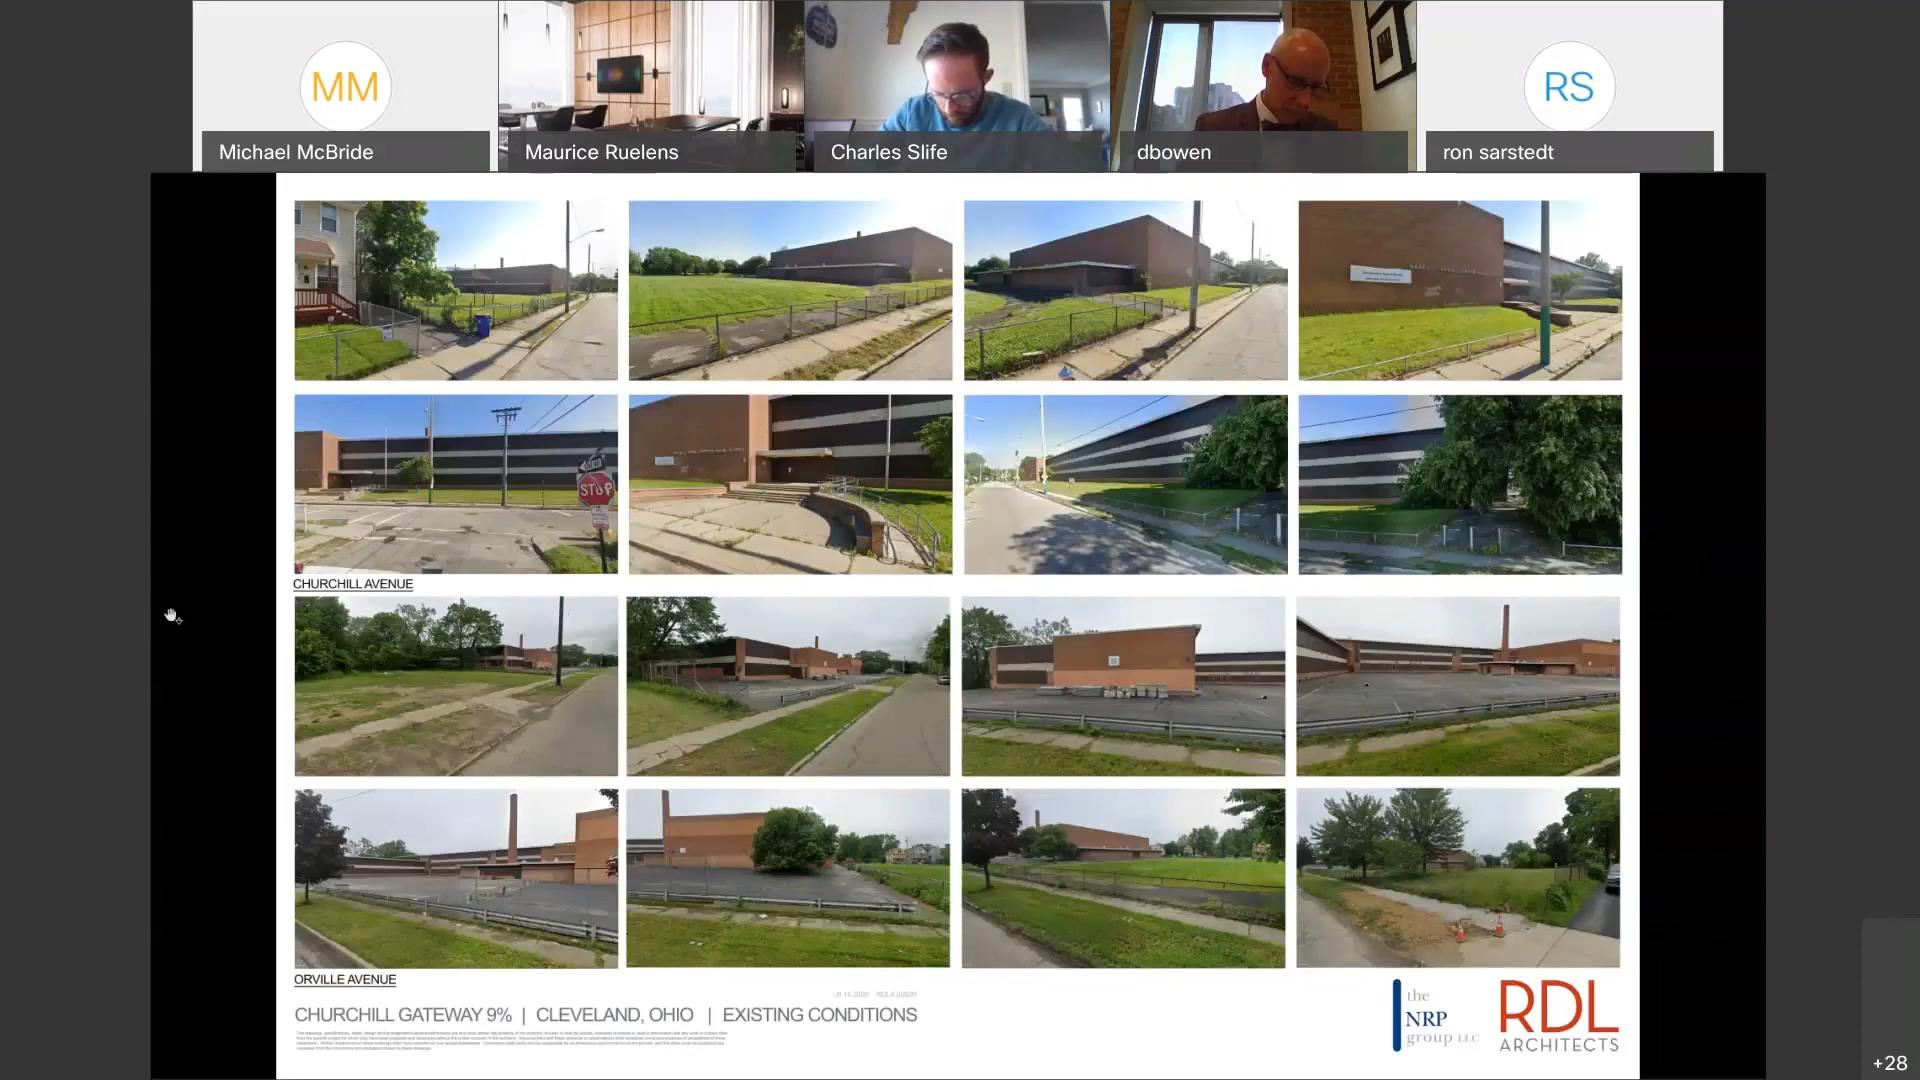 MM
RS
Michael McBride
Maurice Ruelens
Charles Slife
dbowen
ron sarstedt
STOP
CHURCHILL AVENUE
ORVILLE AVENUE
CHURCHILL GATEWAY 9% | CLEVELAND, OHIO | EXISTING CONDITIONS
the
NRP
group LLC
RDL
ARCHITECTS
+28